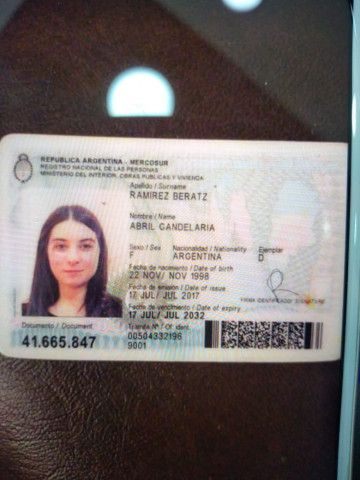 REPUBLICA ARGENTINA - MERCOSUR
REGISTRO NACIONAL DE LAS PERSONAS
MINISTERIO DEL INTERIOR, OBRAS PUBLICAS Y VIVIENDA
Apellido / Surname
RAMIREZ BERATZ
Nombre / Name
ABRIL CANDELARIA
Sexo / Sex Nacionalidad / Nationality Ejemplar
F ARGENTINA D
Fecha de nacimiento / Date of birth
22 NOV/ NOV 1998
Fecha de emisión / Date of issue
17 JUL/ JUL 2017
Fecha de vencimiento / Date of expiry
17 JUL/ JUL 2032
FIRMA IDENTIFICADO/ SIGNATURE
Documento / Document
41.665.847
Trámite Nº / Of. ident.
00504332196
9001